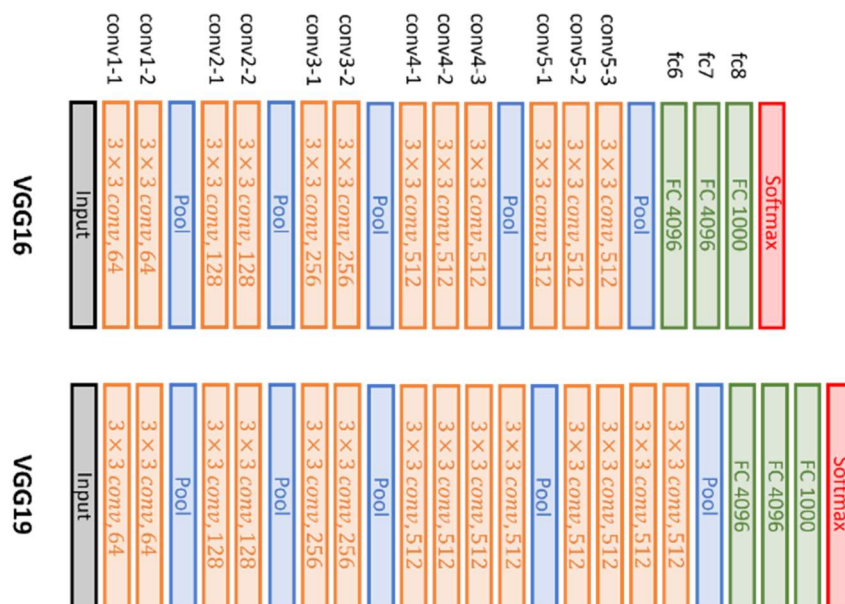 conv1-1
conv1-2
conv2-1
conv2-2
conv3-1
conv3-2
conv4-1
conv4-2
conv4-3
conv5-1
conv5-2
conv5-3
fc6
fc7
fc8
VGG16
Input
3 × 3 conv, 64
3 × 3 conv, 64
Pool
3 × 3 conv, 128
3 × 3 conv, 128
Pool
3 × 3 conv, 256
3 × 3 conv, 256
Pool
3 × 3 conv, 512
3 × 3 conv, 512
3 × 3 conv, 512
Pool
3 × 3 conv, 512
3 × 3 conv, 512
3 × 3 conv, 512
Pool
FC 4096
FC 4096
FC 1000
Softmax
VGG19
Input
3 × 3 conv, 64
3 × 3 conv, 64
Pool
3 × 3 conv, 128
3 × 3 conv, 128
Pool
3 × 3 conv, 256
3 × 3 conv, 256
Pool
3 × 3 conv, 512
3 × 3 conv, 512
3 × 3 conv, 512
3 × 3 conv, 512
Pool
3 × 3 conv, 512
3 × 3 conv, 512
3 × 3 conv, 512
3 × 3 conv, 512
Pool
FC 4096
FC 4096
FC 1000
Softmax